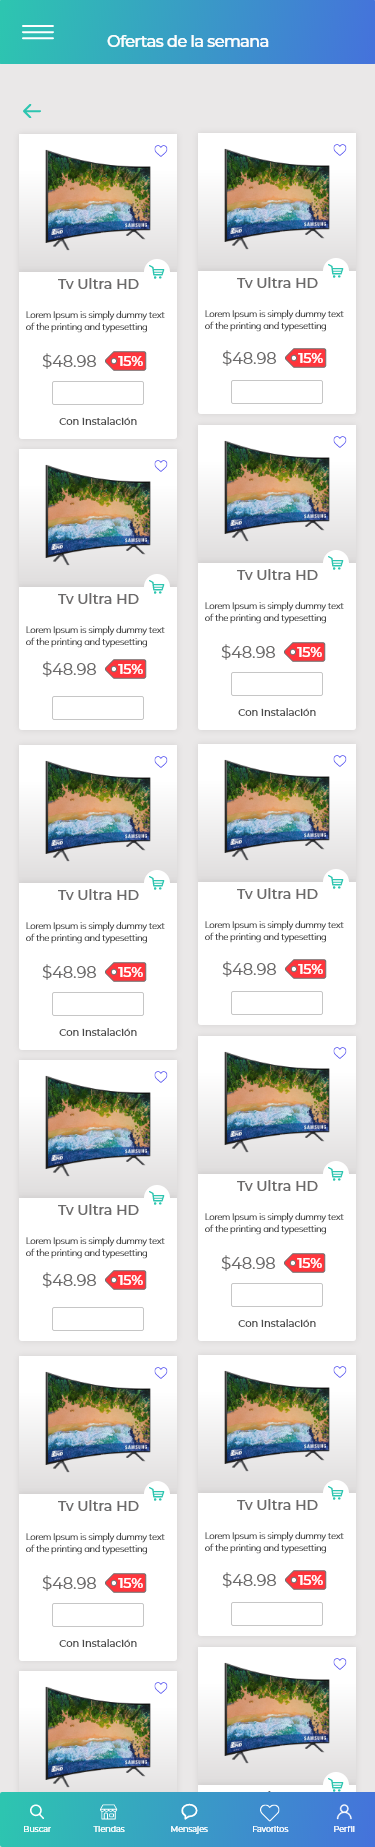 Ofertas de la semana
SAMSUNG
Tv Ultra HD
Lorem Ipsum is simply dummy text
of the printing and typesetting
$48.98 15%
Con instalación
SAMSUNG
Tv Ultra HD
Lorem Ipsum is simply dummy text
of the printing and typesetting
$48.98 15%
SAMSUNG
Tv Ultra HD
Lorem Ipsum is simply dummy text
of the printing and typesetting
$48.98 15%
SAMSUNG
Tv Ultra HD
Lorem Ipsum is simply dummy text
of the printing and typesetting
$48.98 15%
Con instalación
SAMSUNG
Tv Ultra HD
Lorem Ipsum is simply dummy text
of the printing and typesetting
$48.98 15%
Con instalación
SAMSUNG
Tv Ultra HD
Lorem Ipsum is simply dummy text
of the printing and typesetting
$48.98 15%
SAMSUNG
Tv Ultra HD
Lorem Ipsum is simply dummy text
of the printing and typesetting
$48.98 15%
SAMSUNG
Tv Ultra HD
Lorem Ipsum is simply dummy text
of the printing and typesetting
$48.98 15%
Con instalación
SAMSUNG
Tv Ultra HD
Lorem Ipsum is simply dummy text
of the printing and typesetting
$48.98 15%
Con instalación
SAMSUNG
Tv Ultra HD
Lorem Ipsum is simply dummy text
of the printing and typesetting
$48.98 15%
SAMSUNG
SAMSUNG
Buscar
Tiendas
Mensajes
Favoritos
Perfil